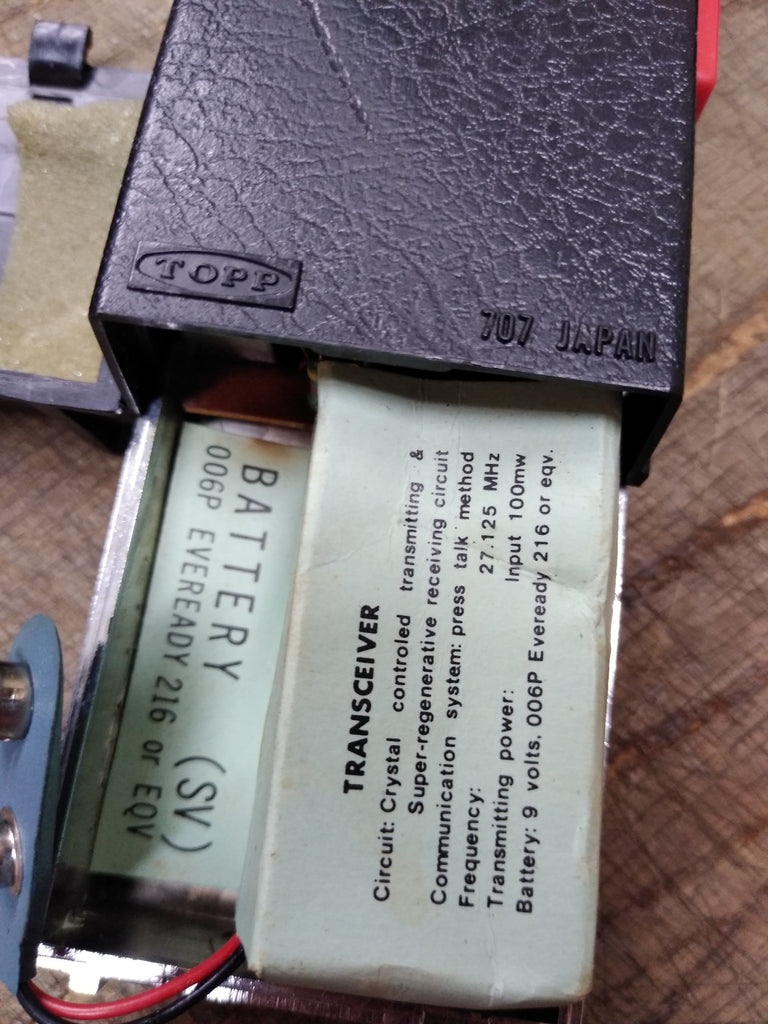 TOPP
707 JAPAN
BATTERY (SV)
006P EVEREADY 216 or EQV
TRANSCEIVER
Circuit: Crystal controled transmitting &
Super-regenerative receiving circuit
Communication system: press talk method
Frequency: 27.125 MHz
Transmitting power: Input 100mw
Battery: 9 volts. 006P Eveready 216 or eqv.